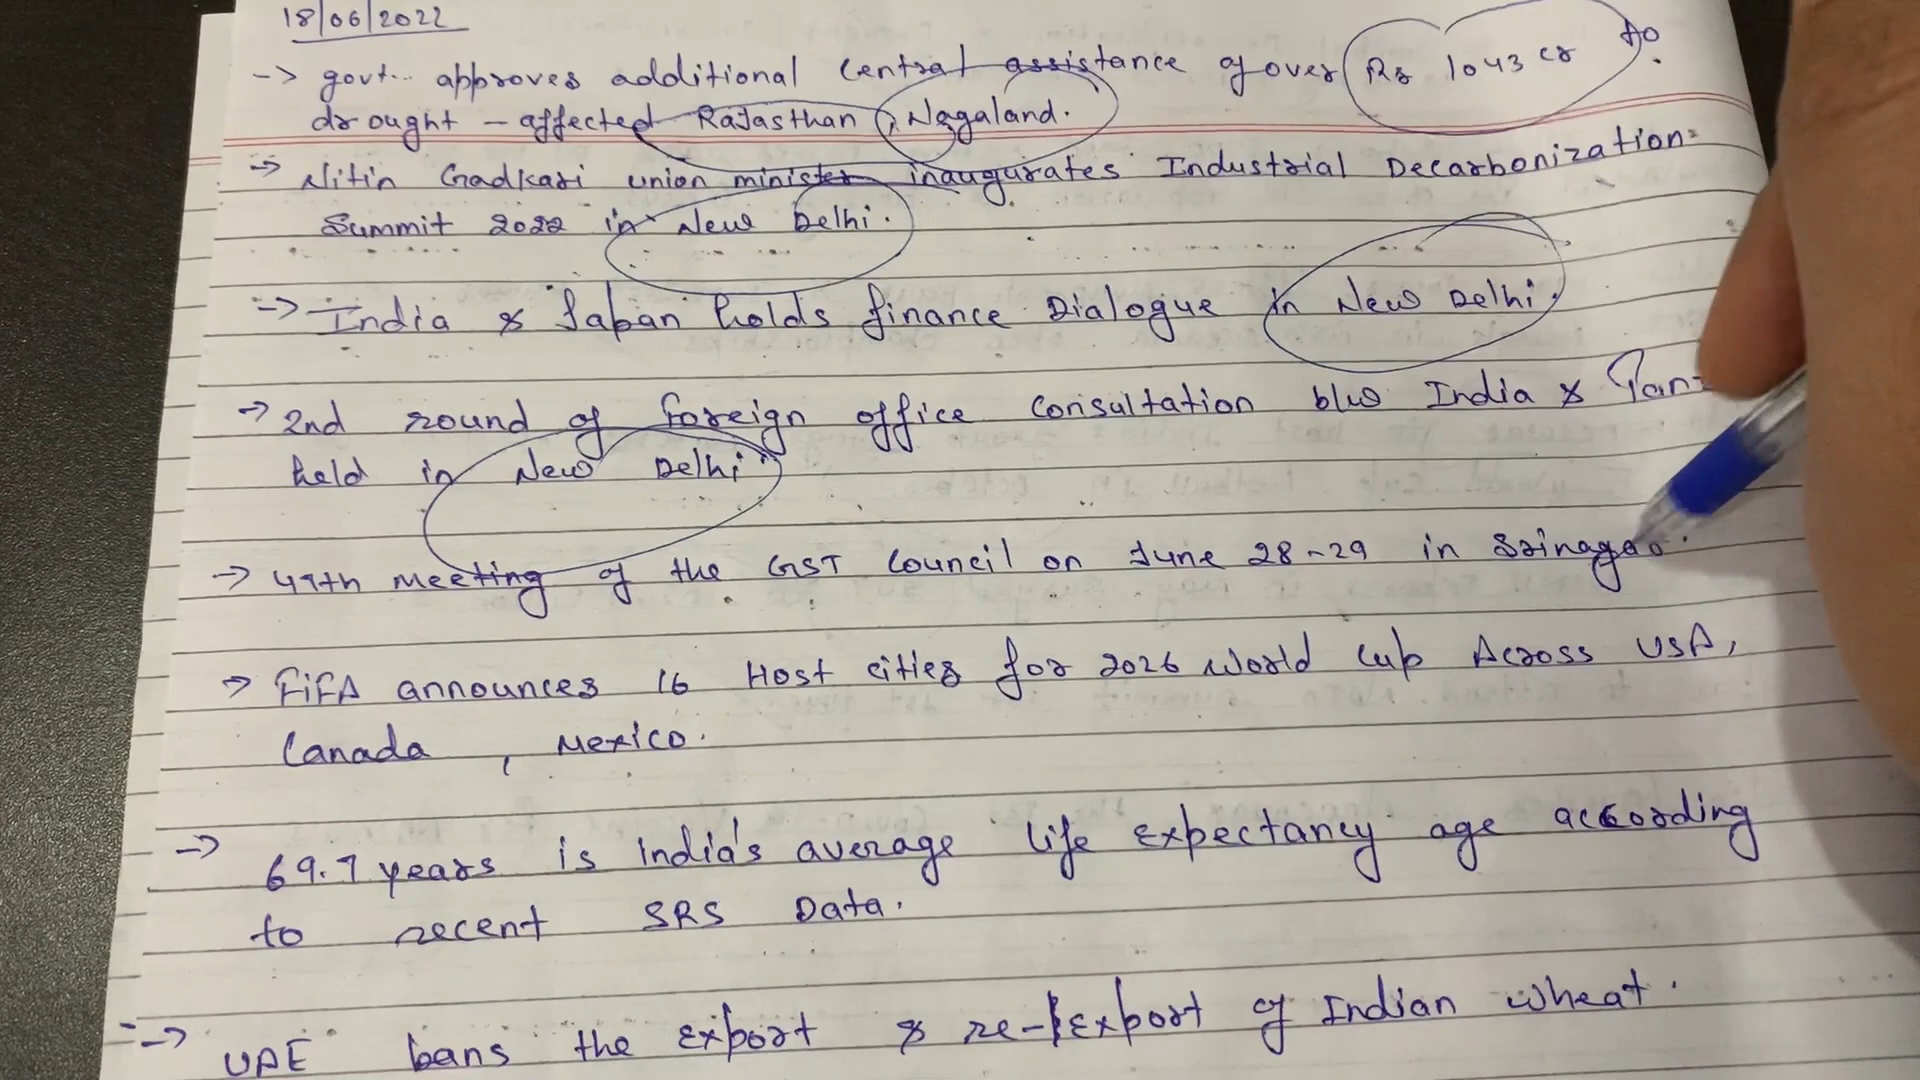 18/06/2022
-> govt.. approves additional Central assistance of over Rs 1043 cr to
drought - affected Rajasthan, Nagaland.
-> Nitin Gadkari union minister inaugurates Industrial Decarbonization-
Summit 2022 in New Delhi.
-> India & Japan holds finance Dialogue in New Delhi.
-> 2nd round of foreign office Consultation b/w India &
held in New Delhi.
-> 47th Meeting of the GST Council on June 28-29 in Srinagar.
-> FiFA announces 16 Host cities for 2026 World Cup Across USA,
Canada, Mexico.
-> 69.7 years is India's average life Expectancy age according
to recent SRS Data.
-> UAE bans the Export & re-Export of Indian wheat.